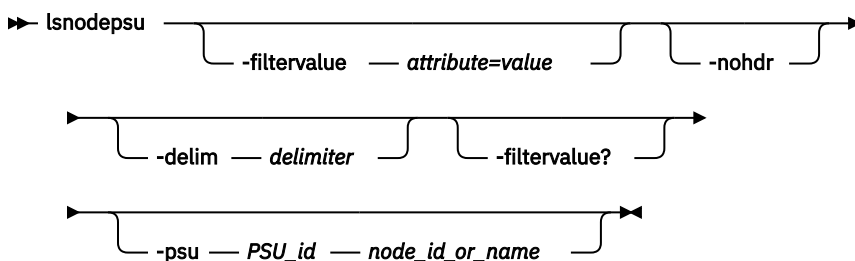 lsnodepsu
-filtervalue attribute=value -nohdr
-delim delimiter -filtervalue?
-psu PSU_id node_id_or_name